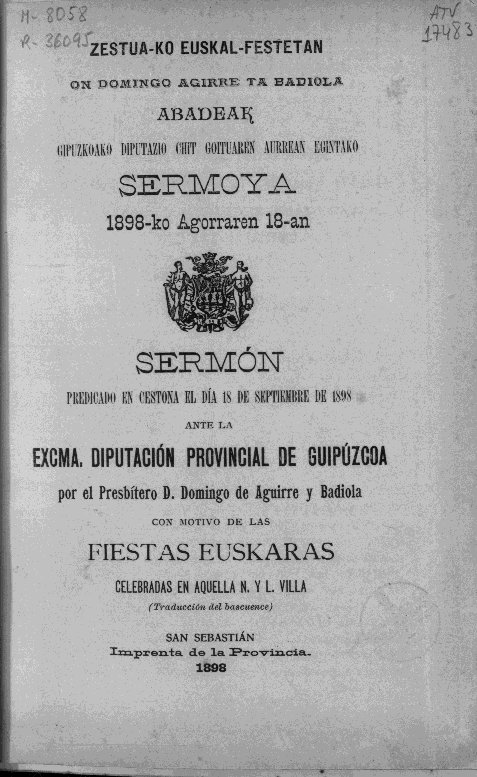 M- 8058
R- 36095
ATV
17483
ZESTUA-KO EUSKAL-FESTETAN
ON DOMINGO AGIRRE TA BADIOLA
ABADEAK
GIPUZKOAKO DIPUTAZIO CHIT GOITUAREN AURREAN EGINTAKO
SERMOYA
1898-ko Agorraren 18-an
SERMÓN
PREDICADO EN CESTONA EL DÍA 18 DE SEPTIEMBRE DE 1898
ANTE LA
EXCMA. DIPUTACIÓN PROVINCIAL DE GUIPÚZCOA
por el Presbítero D. Domingo de Aguirre y Badiola
CON MOTIVO DE LAS
FIESTAS EUSKARAS
CELEBRADAS EN AQUELLA N. Y L. VILLA
(Traducción del bascuence)
SAN SEBASTIÁN
Imprenta de la Provincia.
1898